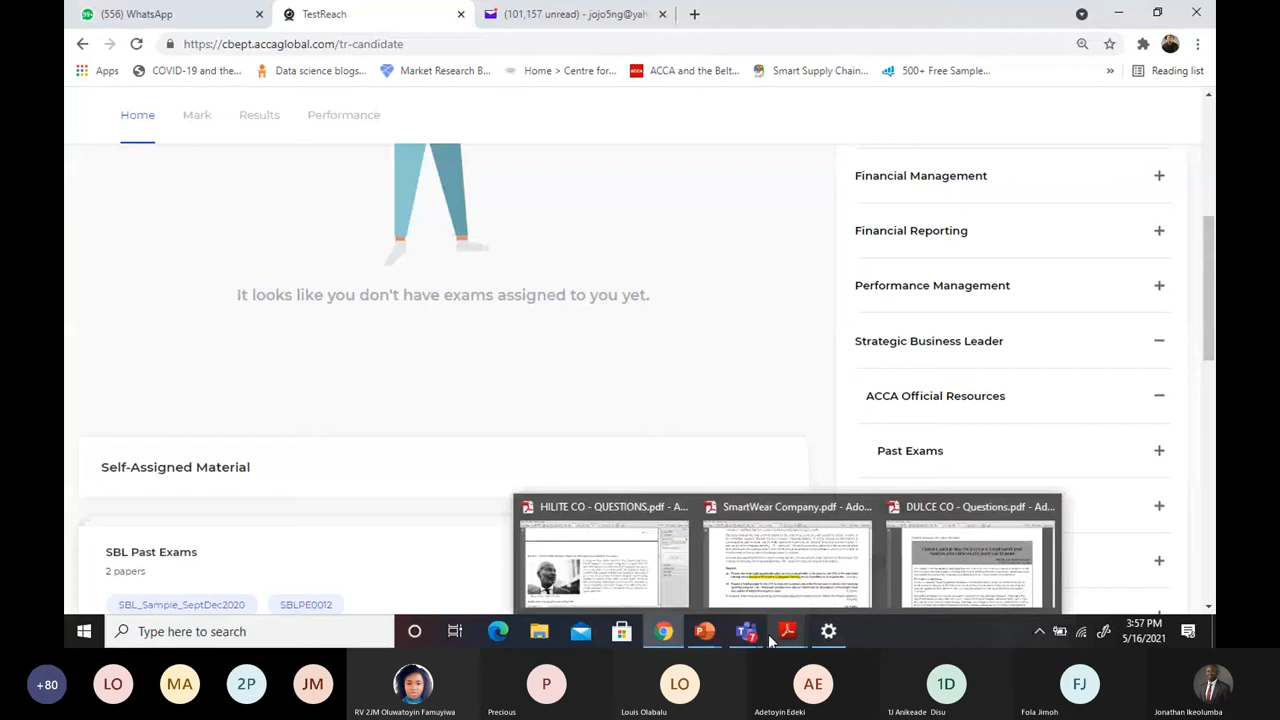 99+
(556) WhatsApp
TestReach
(101,157 unread) - jojo5ng@yah
https://cbept.accaglobal.com/tr-candidate
Apps
COVID-19 and the...
Data science blogs...
Market Research B...
Home > Centre for...
ACCA and the Belt...
Smart Supply Chain...
500+ Free Sample...
»
Reading list
Home
Mark
Results
Performance
Financial Management
Financial Reporting
It looks like you don't have exams assigned to you yet.
Performance Management
Strategic Business Leader
ACCA Official Resources
Past Exams
Self-Assigned Material
HILITE CO - QUESTIONS.pdf - A...
SmartWear Company.pdf - Ado...
DULCE CO - Questions.pdf - Ad...
SBL Past Exams
2 papers
SBL_Sample_SeptDec2020
SBLPE0012
Type here to search
7
3:57 PM
5/16/2021
+80
LO
MA
2P
JM
P
LO
AE
1D
FJ
RV 2JM Oluwatoyin Famuyiwa
Precious
Louis Olabalu
Adetoyin Edeki
1J Anikeade Disu
Fola Jimoh
Jonathan Ikeolumba